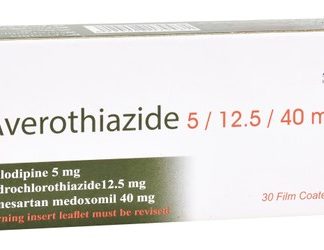 Averothiazide 5 / 12.5 / 40 m
lodipine 5 mg
drochlorothiazide12.5 mg
mesartan medoxomil 40 mg
rning insert leaflet must be revised
30 Film Coate